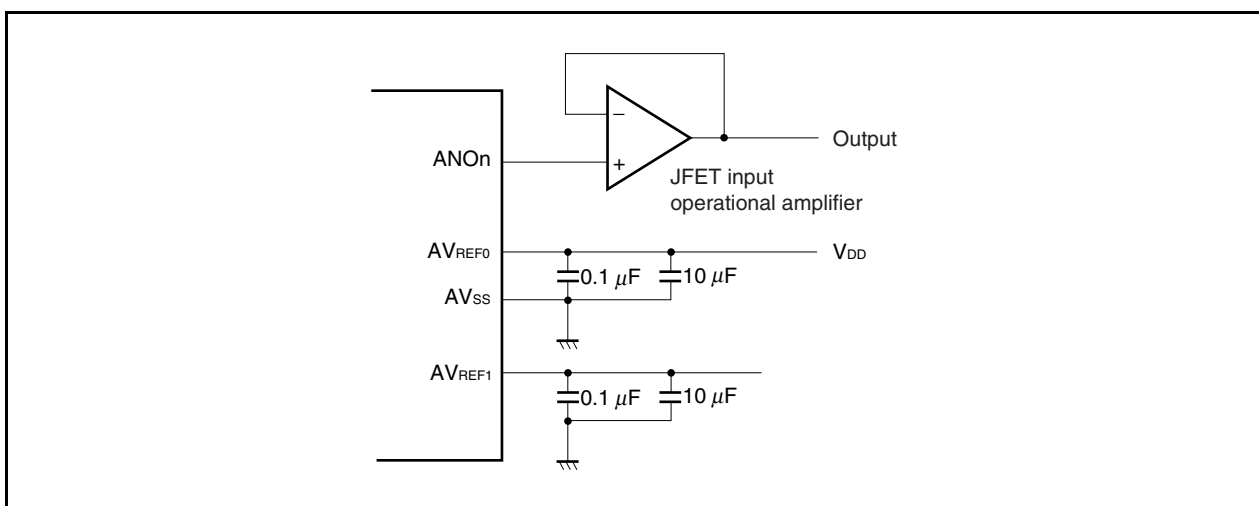 −
Output
ANOn
+
JFET input
operational amplifier
AVREF0
VDD
0.1 μF
10 μF
AVSS
AVREF1
0.1 μF
10 μF